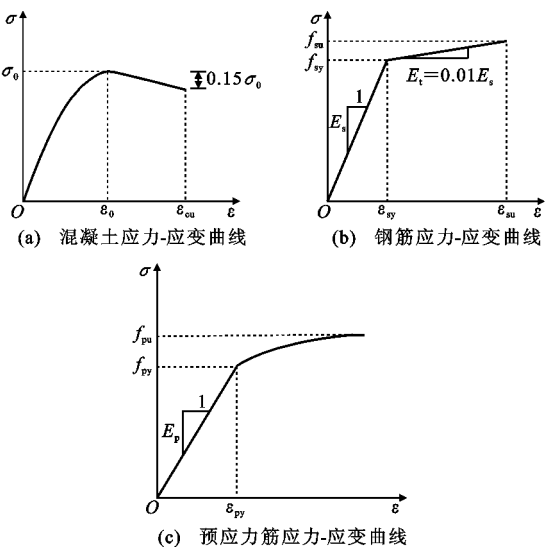 σ
σ₀
0.15σ₀
O
ε₀
εcu
ε
(a) 混凝土应力-应变曲线
σ
fsu
fsy
Et=0.01Es
1
Es
O
εsy
εsu
ε
(b) 钢筋应力-应变曲线
σ
fpu
fpy
1
Ep
O
εpy
ε
(c) 预应力筋应力-应变曲线